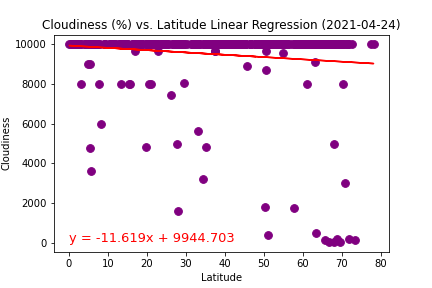 Cloudiness (%) vs. Latitude Linear Regression (2021-04-24)
10000
8000
6000
4000
2000
0
Cloudiness
y = -11.619x + 9944.703
0 10 20 30 40 50 60 70 80
Latitude